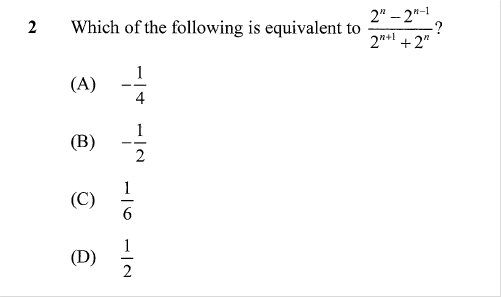 2 Which of the following is equivalent to \frac{2^n - 2^{n-1}}{2^{n+1} + 2^n}?
(A) -\frac{1}{4}
(B) -\frac{1}{2}
(C) \frac{1}{6}
(D) \frac{1}{2}